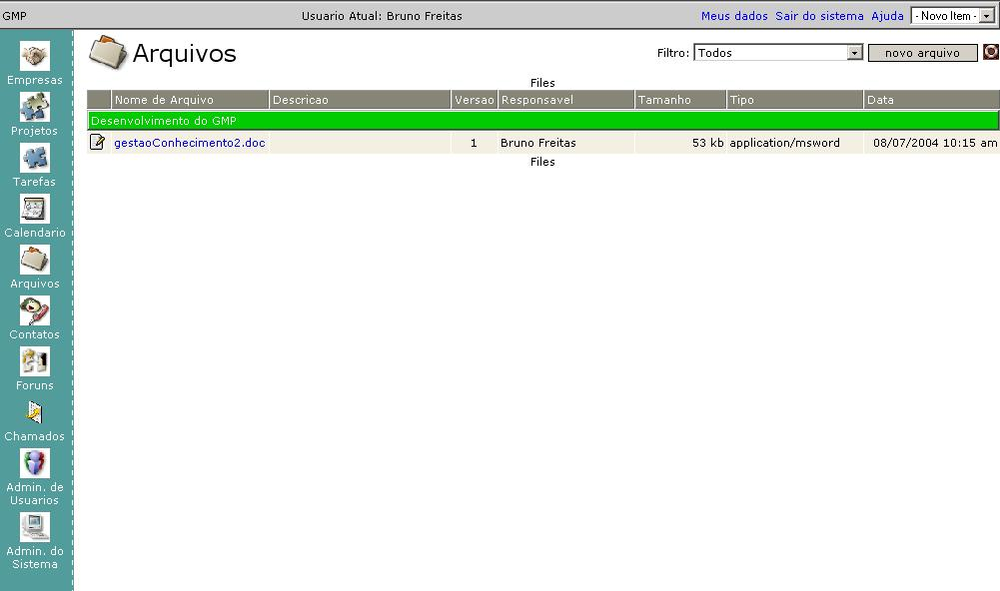 GMP Usuario Atual: Bruno Freitas Meus dados Sair do sistema Ajuda - Novo Item -
Empresas
Projetos
Tarefas
Calendario
Arquivos
Contatos
Foruns
Chamados
Admin. de
Usuarios
Admin. do
Sistema
Arquivos Filtro: Todos novo arquivo
Files
Nome de Arquivo Descricao Versao Responsavel Tamanho Tipo Data
Desenvolvimento do GMP
gestaoConhecimento2.doc 1 Bruno Freitas 53 kb application/msword 08/07/2004 10:15 am
Files